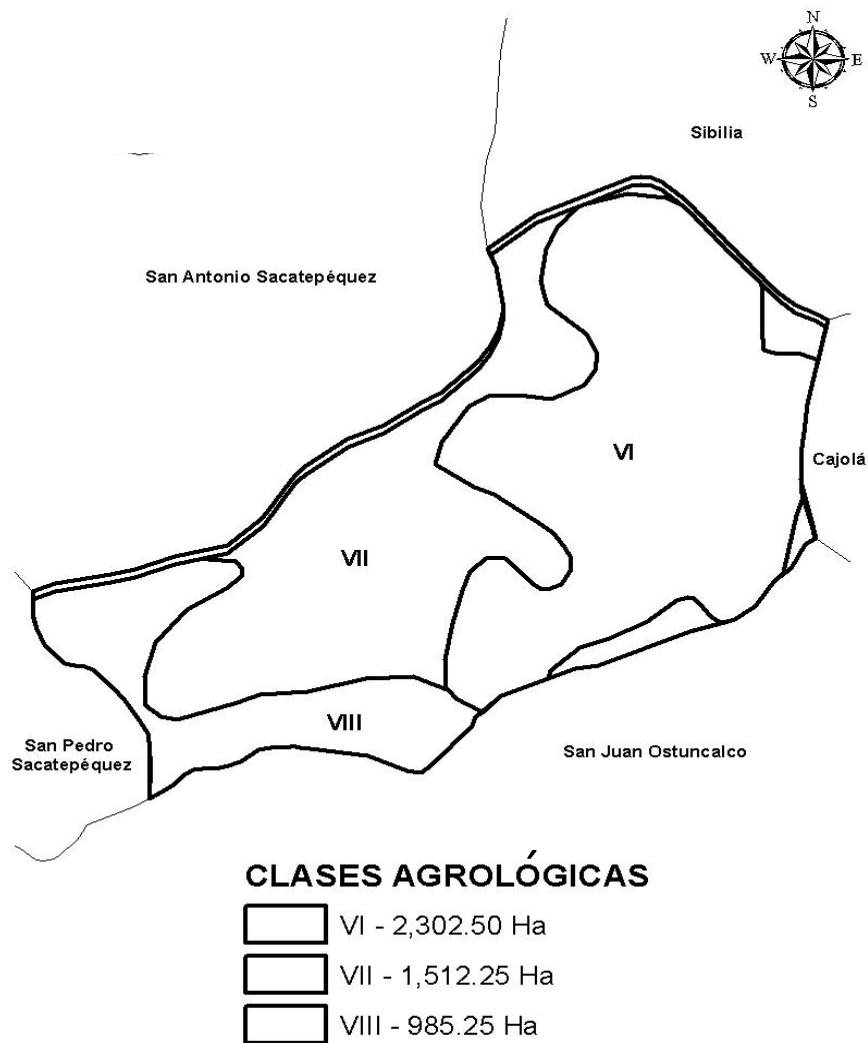 N
W E
S
Sibilia
San Antonio Sacatepéquez
VI
Cajolá
VII
VIII
San Pedro
Sacatepéquez
San Juan Ostuncalco
CLASES AGROLÓGICAS
VI - 2,302.50 Ha
VII - 1,512.25 Ha
VIII - 985.25 Ha